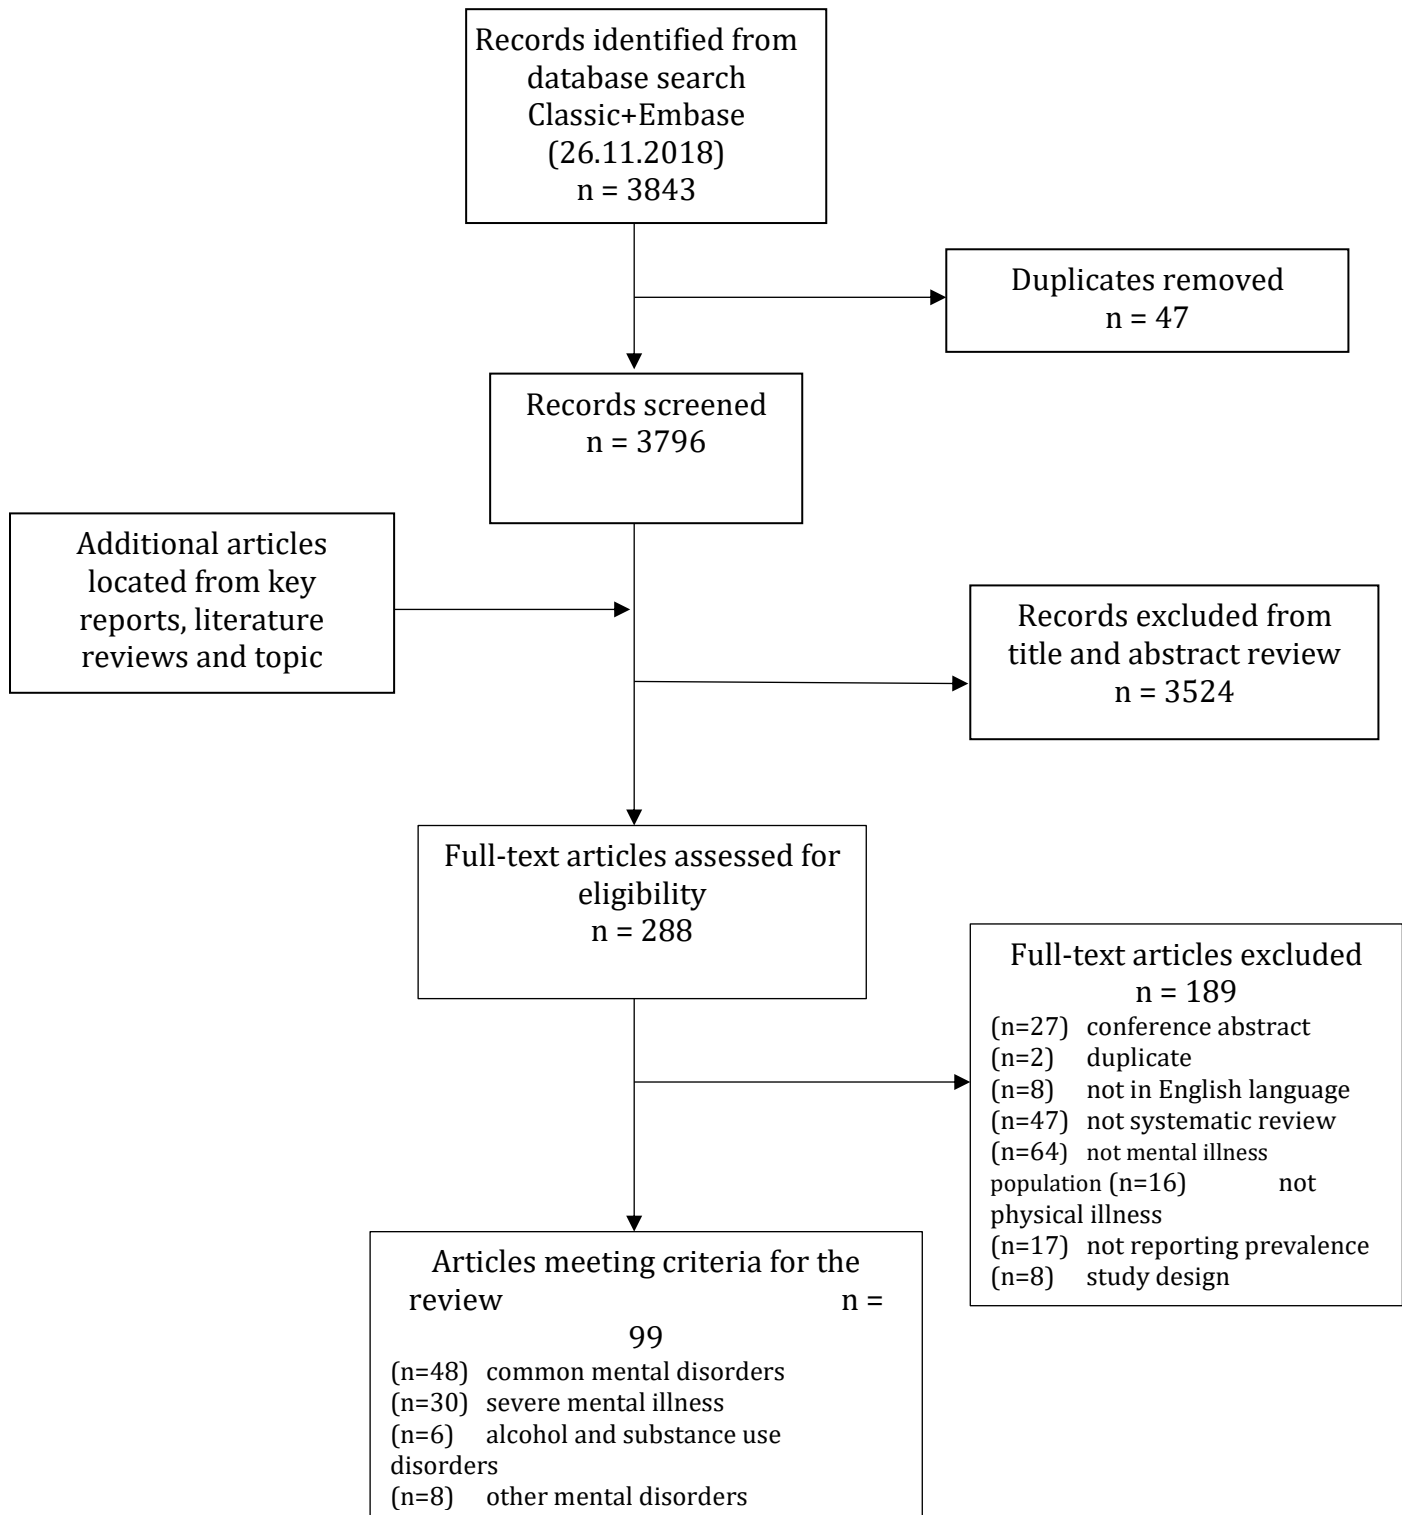 Records identified from
database search
Classic+Embase
(26.11.2018)
n = 3843
Duplicates removed
n = 47
Records screened
n = 3796
Additional articles
located from key
reports, literature
reviews and topic
Records excluded from
title and abstract review
n = 3524
Full-text articles assessed for
eligibility
n = 288
Full-text articles excluded
n = 189
(n=27) conference abstract
(n=2) duplicate
(n=8) not in English language
(n=47) not systematic review
(n=64) not mental illness
population (n=16) not
physical illness
(n=17) not reporting prevalence
(n=8) study design
Articles meeting criteria for the
review n =
99
(n=48) common mental disorders
(n=30) severe mental illness
(n=6) alcohol and substance use
disorders
(n=8) other mental disorders